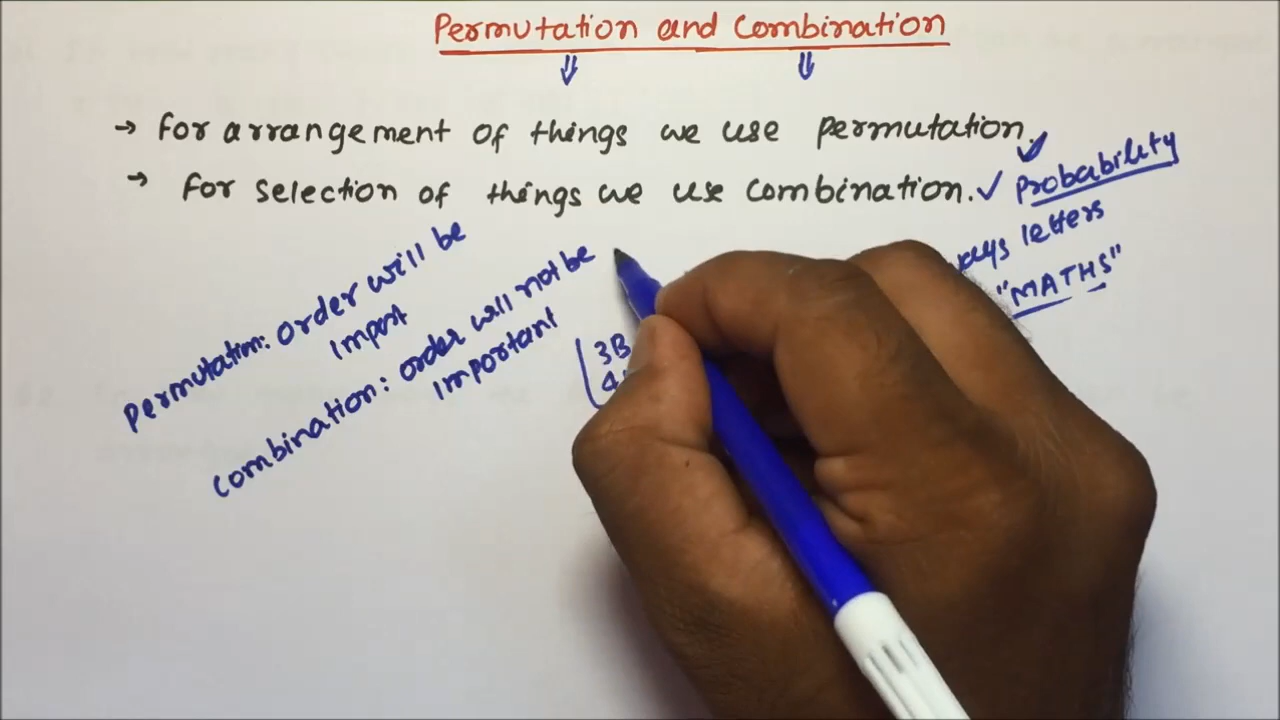 Permutation and Combination
→ for arrangement of things we use permutation.
→ for selection of things we use combination. ✓ Probability
Permutation: order will be
import
combination: order will not be
important
letters
"MATHS"
(3B